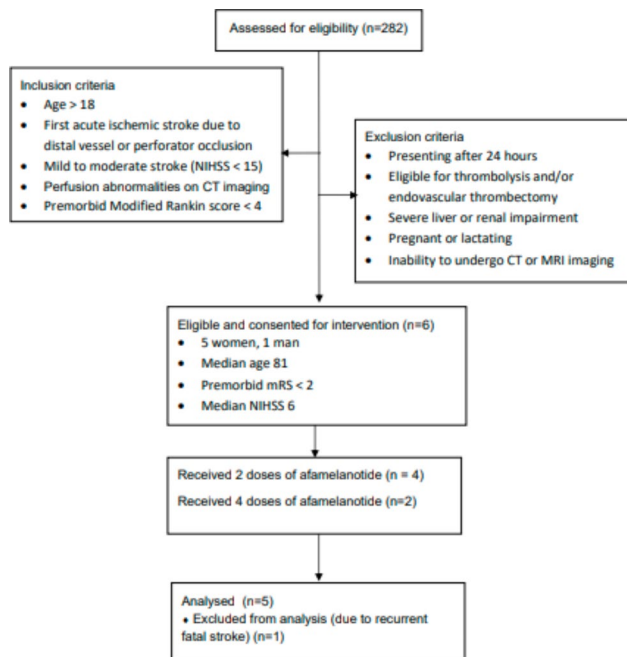 Assessed for eligibility (n=282)
Inclusion criteria
• Age > 18
• First acute ischemic stroke due to
distal vessel or perforator occlusion
• Mild to moderate stroke (NIHSS < 15)
• Perfusion abnormalities on CT imaging
• Premorbid Modified Rankin score < 4
Exclusion criteria
• Presenting after 24 hours
• Eligible for thrombolysis and/or
endovascular thrombectomy
• Severe liver or renal impairment
• Pregnant or lactating
• Inability to undergo CT or MRI imaging
Eligible and consented for intervention (n=6)
• 5 women, 1 man
• Median age 81
• Premorbid mRS < 2
• Median NIHSS 6
Received 2 doses of afamelanotide (n = 4)
Received 4 doses of afamelanotide (n=2)
Analysed (n=5)
♦ Excluded from analysis (due to recurrent
fatal stroke) (n=1)